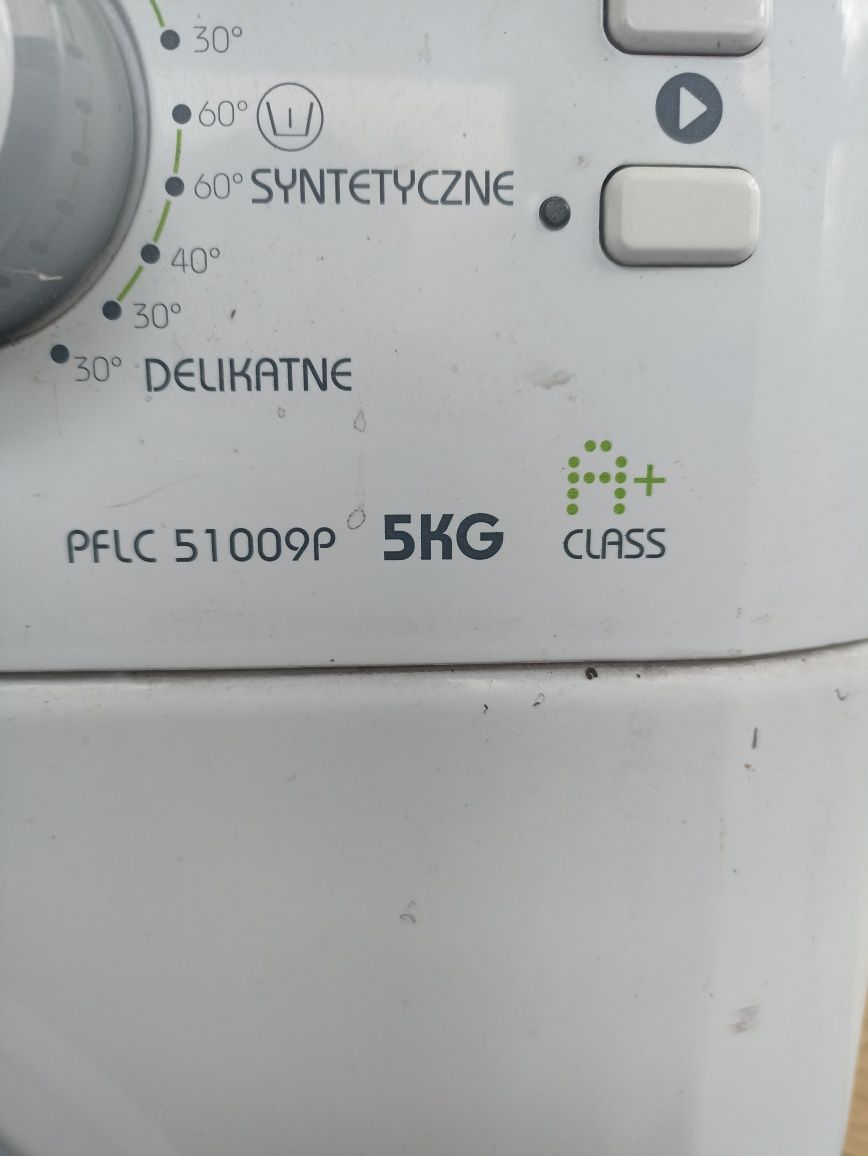 30°
60°
60° SYNTETYCZNE
40°
30°
30° DELIKATNE
A+
PFLC 51009P 5KG CLASS